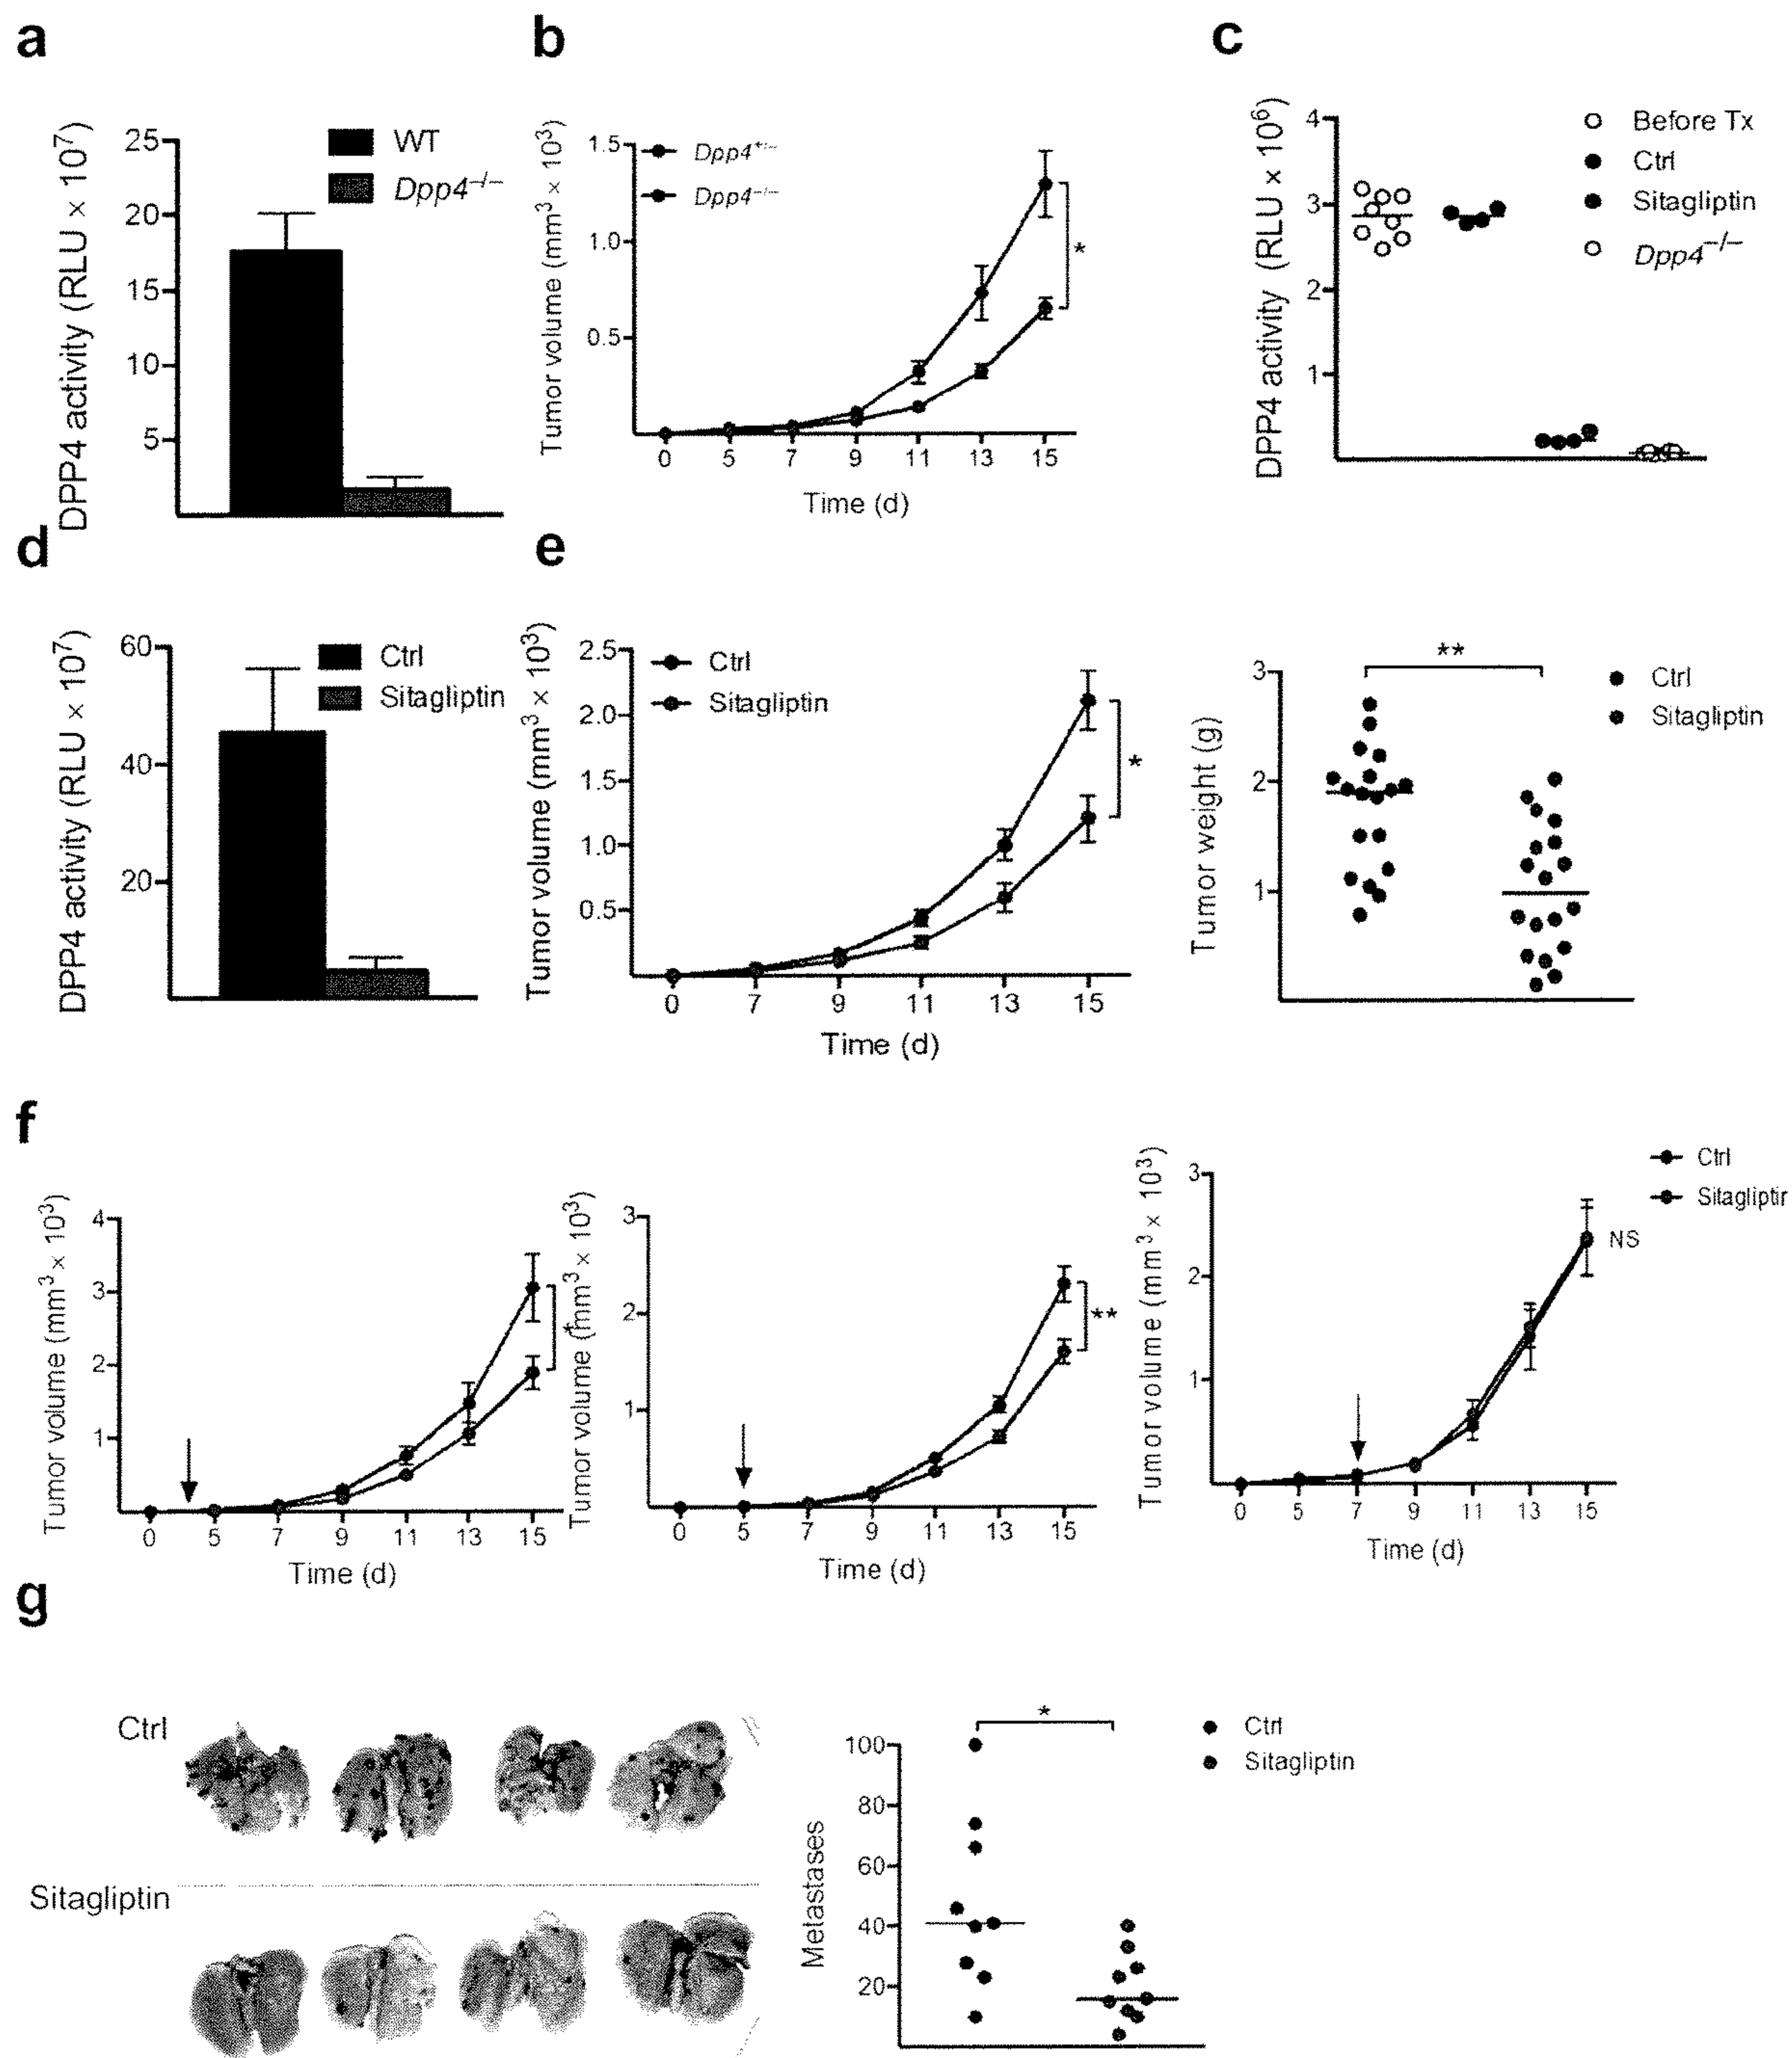 a
DPP4 activity (RLU × 10⁷)
25
20
15
10
5
WT
Dpp4⁻/⁻
b
Tumor volume (mm³ × 10³)
1.5
1.0
0.5
Dpp4⁺/⁻
Dpp4⁻/⁻
*
0 5 7 9 11 13 15
Time (d)
c
DPP4 activity (RLU × 10⁶)
4
3
2
1
Before Tx
Ctrl
Sitagliptin
Dpp4⁻/⁻
d
DPP4 activity (RLU × 10⁷)
60
40
20
Ctrl
Sitagliptin
e
Tumor volume (mm³ × 10³)
2.5
2.0
1.5
1.0
0.5
Ctrl
Sitagliptin
*
0 7 9 11 13 15
Time (d)
Tumor weight (g)
3
2
1
**
Ctrl
Sitagliptin
f
Tumor volume (mm³ × 10³)
4
3
2
1
*
0 5 7 9 11 13 15
Time (d)
Tumor volume (mm³ × 10³)
3
2
1
**
0 5 7 9 11 13 15
Time (d)
Tumor volume (mm³ × 10³)
3
2
1
Ctrl
Sitagliptir
NS
0 5 7 9 11 13 15
Time (d)
g
Ctrl
Sitagliptin
Metastases
100
80
60
40
20
*
Ctrl
Sitagliptin